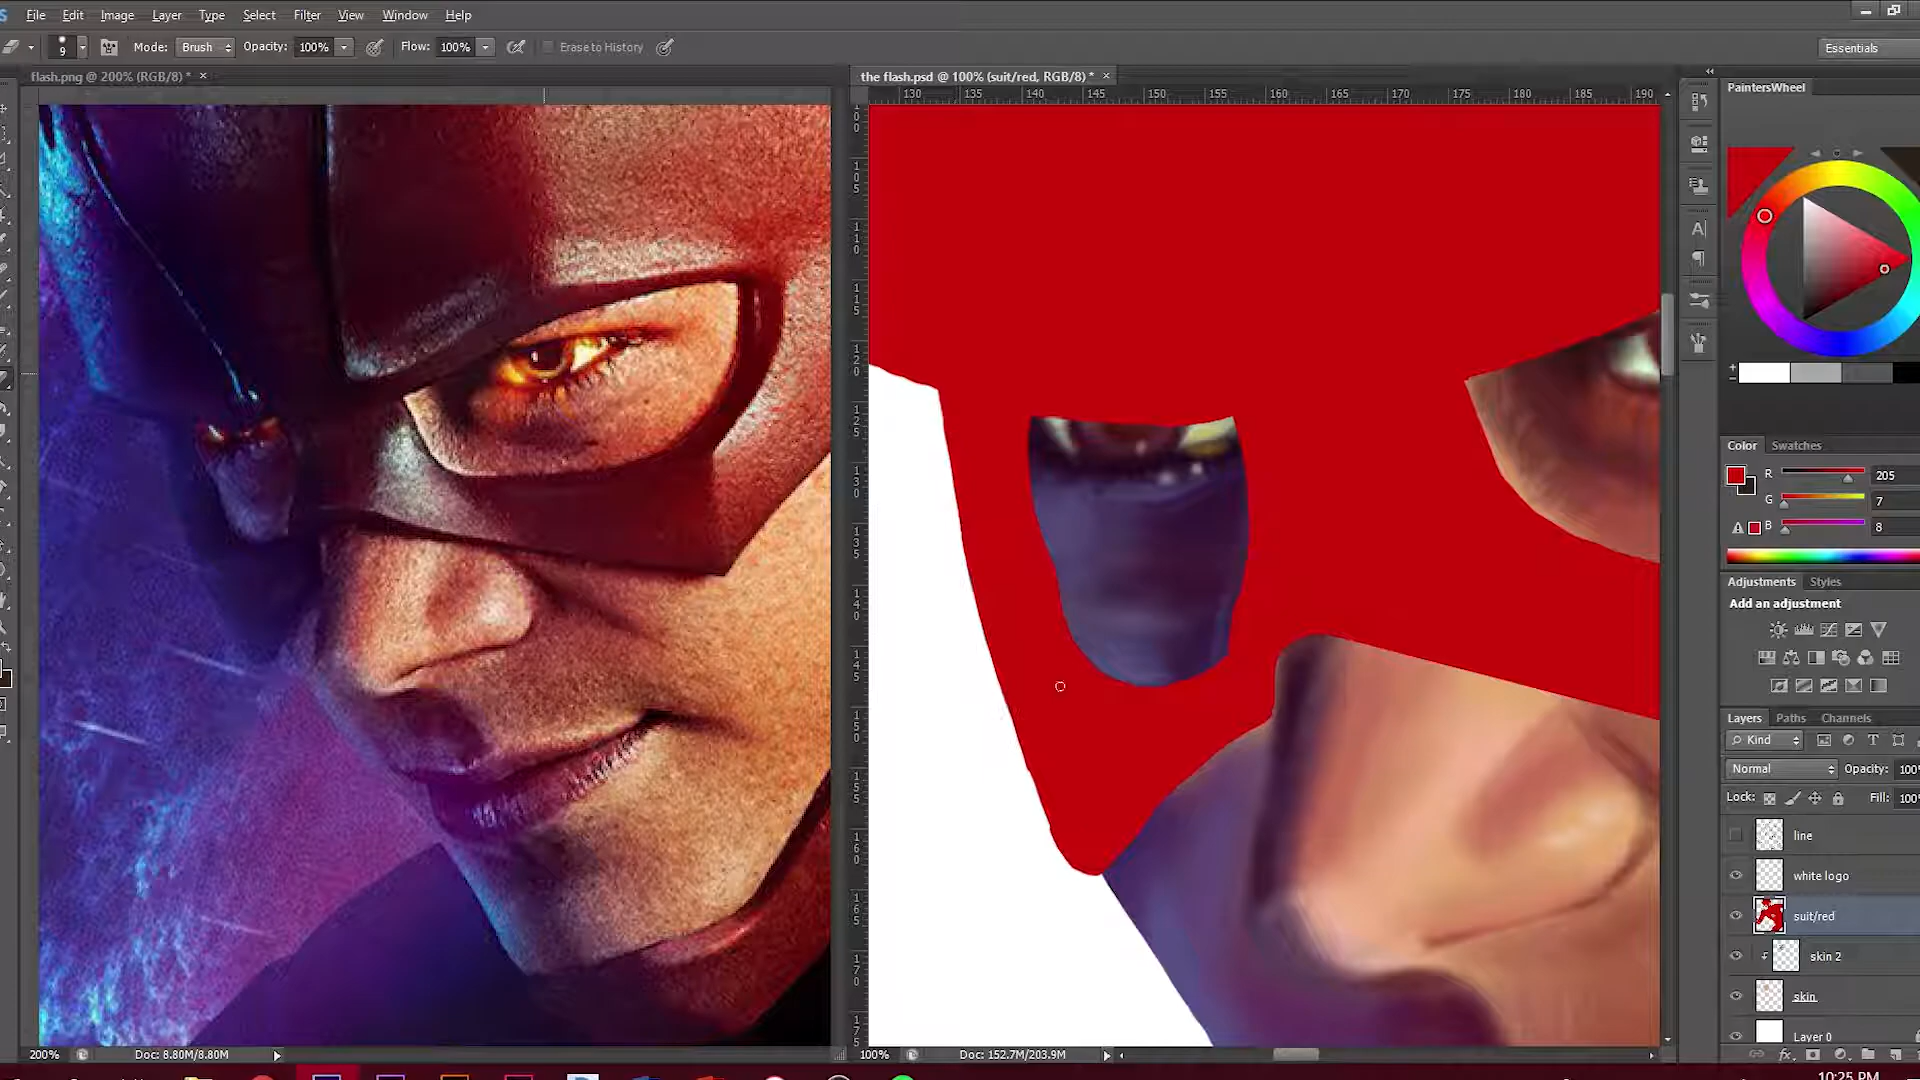 File Edit Image Layer Type Select Filter View Window Help
9 Mode: Brush Opacity: 100% Flow: 100% Erase to History Essentials
flash.png @ 200% (RGB/8) * × the flash.psd @ 100% (suit/red, RGB/8) * ×
130 135 140 145 150 155 160 165 170 175 180 185 190
PaintersWheel
Color Swatches
R 205
G 7
B 8
Adjustments Styles
Add an adjustment
Layers Paths Channels
Kind T
Normal Opacity: 100
Lock: Fill: 100
line
white logo
suit/red
skin 2
skin
Layer 0
200% Doc: 8.80M/8.80M 100% Doc: 152.7M/203.9M
fx
10:25 PM